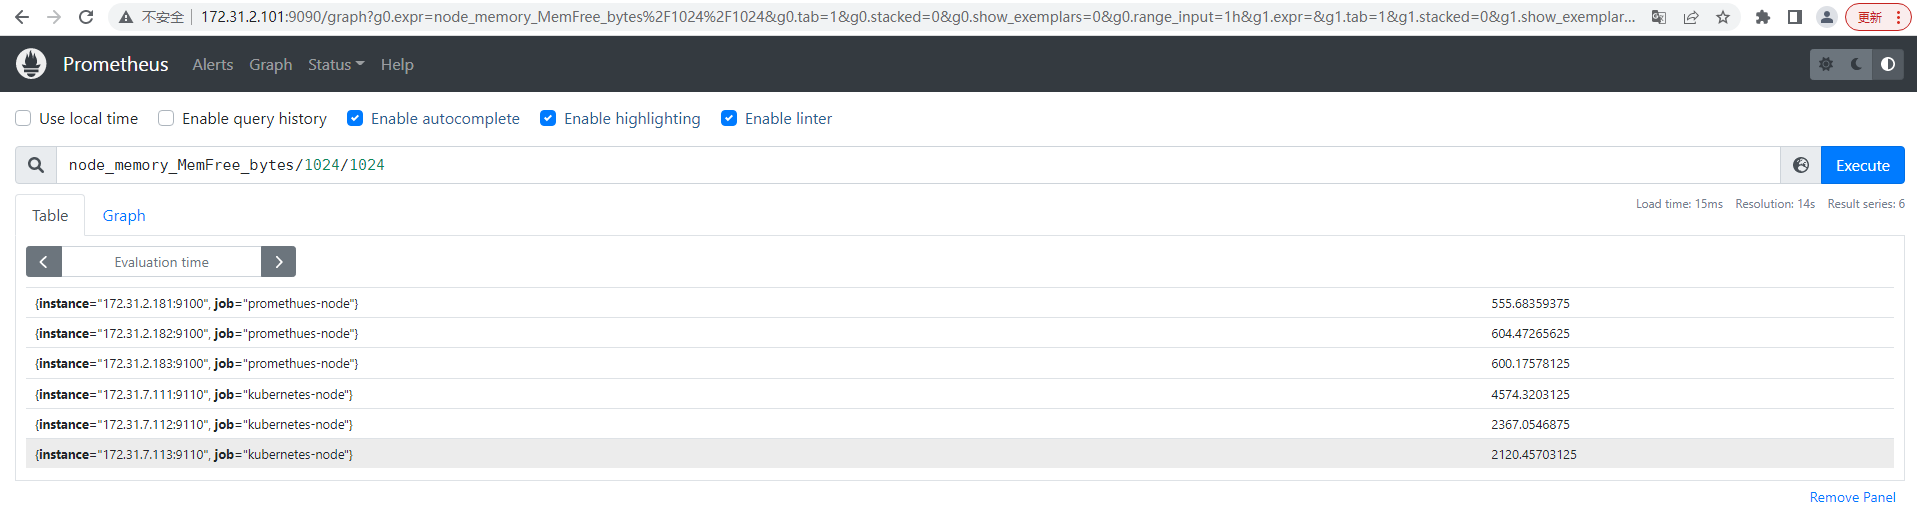 不安全 172.31.2.101:9090/graph?g0.expr=node_memory_MemFree_bytes%2F1024%2F1024&g0.tab=1&g0.stacked=0&g0.show_exemplars=0&g0.range_input=1h&g1.expr=&g1.tab=1&g1.stacked=0&g1.show_exemplar... 更新
Prometheus Alerts Graph Status Help
Use local time Enable query history Enable autocomplete Enable highlighting Enable linter
node_memory_MemFree_bytes/1024/1024 Execute
Table Graph Load time: 15ms Resolution: 14s Result series: 6
Evaluation time
{instance="172.31.2.181:9100", job="promethues-node"} 555.68359375
{instance="172.31.2.182:9100", job="promethues-node"} 604.47265625
{instance="172.31.2.183:9100", job="promethues-node"} 600.17578125
{instance="172.31.7.111:9110", job="kubernetes-node"} 4574.3203125
{instance="172.31.7.112:9110", job="kubernetes-node"} 2367.0546875
{instance="172.31.7.113:9110", job="kubernetes-node"} 2120.45703125
Remove Panel